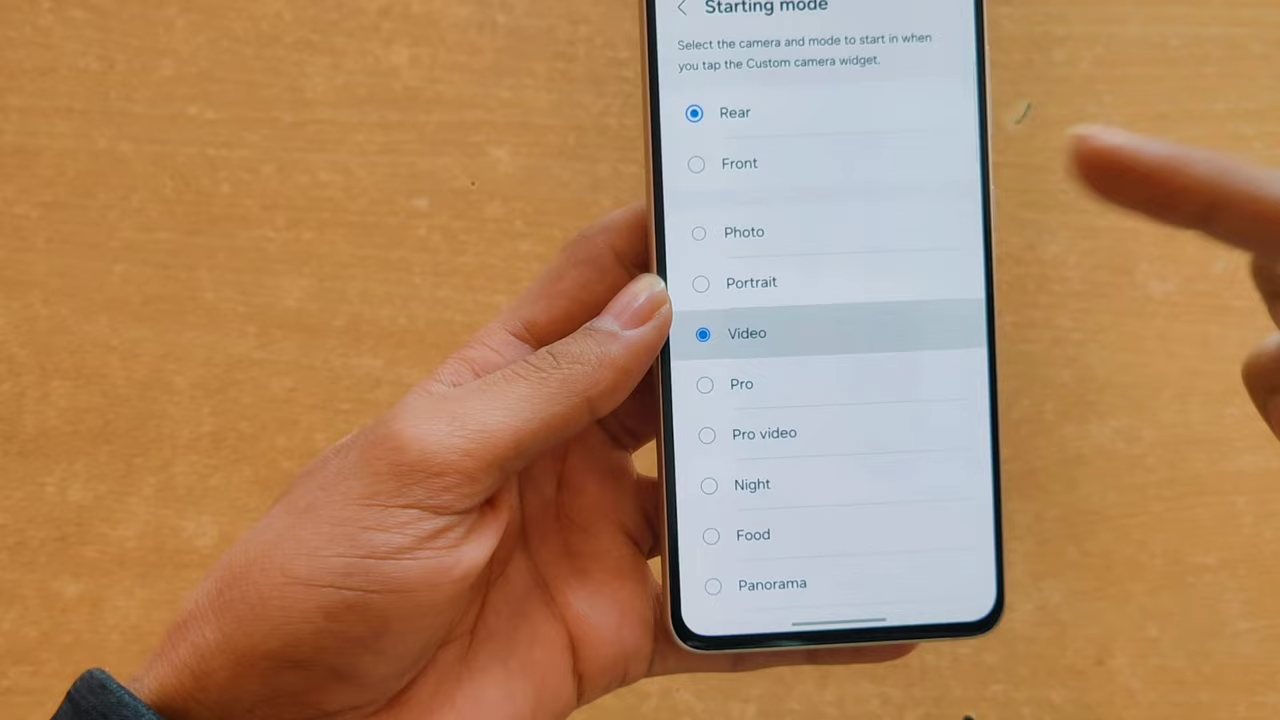 Starting mode
Select the camera and mode to start in when
you tap the Custom camera widget.
Rear
Front
Photo
Portrait
Video
Pro
Pro video
Night
Food
Panorama